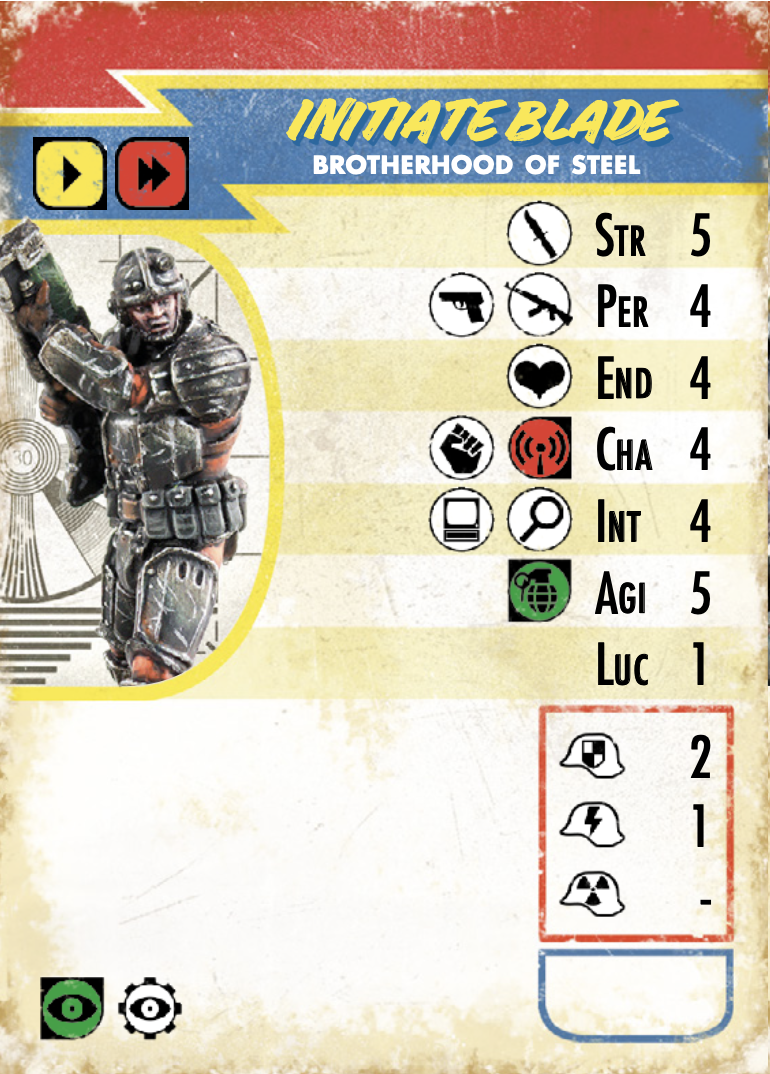 INITIATE BLADE
BROTHERHOOD OF STEEL
STR 5
PER 4
END 4
30
CHA 4
INT 4
AGI 5
LUC 1
2
1
-